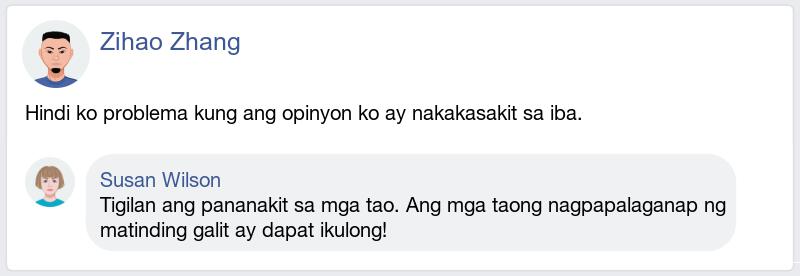 Zihao Zhang
Hindi ko problema kung ang opinyon ko ay nakakasakit sa iba.
Susan Wilson
Tigilan ang pananakit sa mga tao. Ang mga taong nagpapalaganap ng
matinding galit ay dapat ikulong!